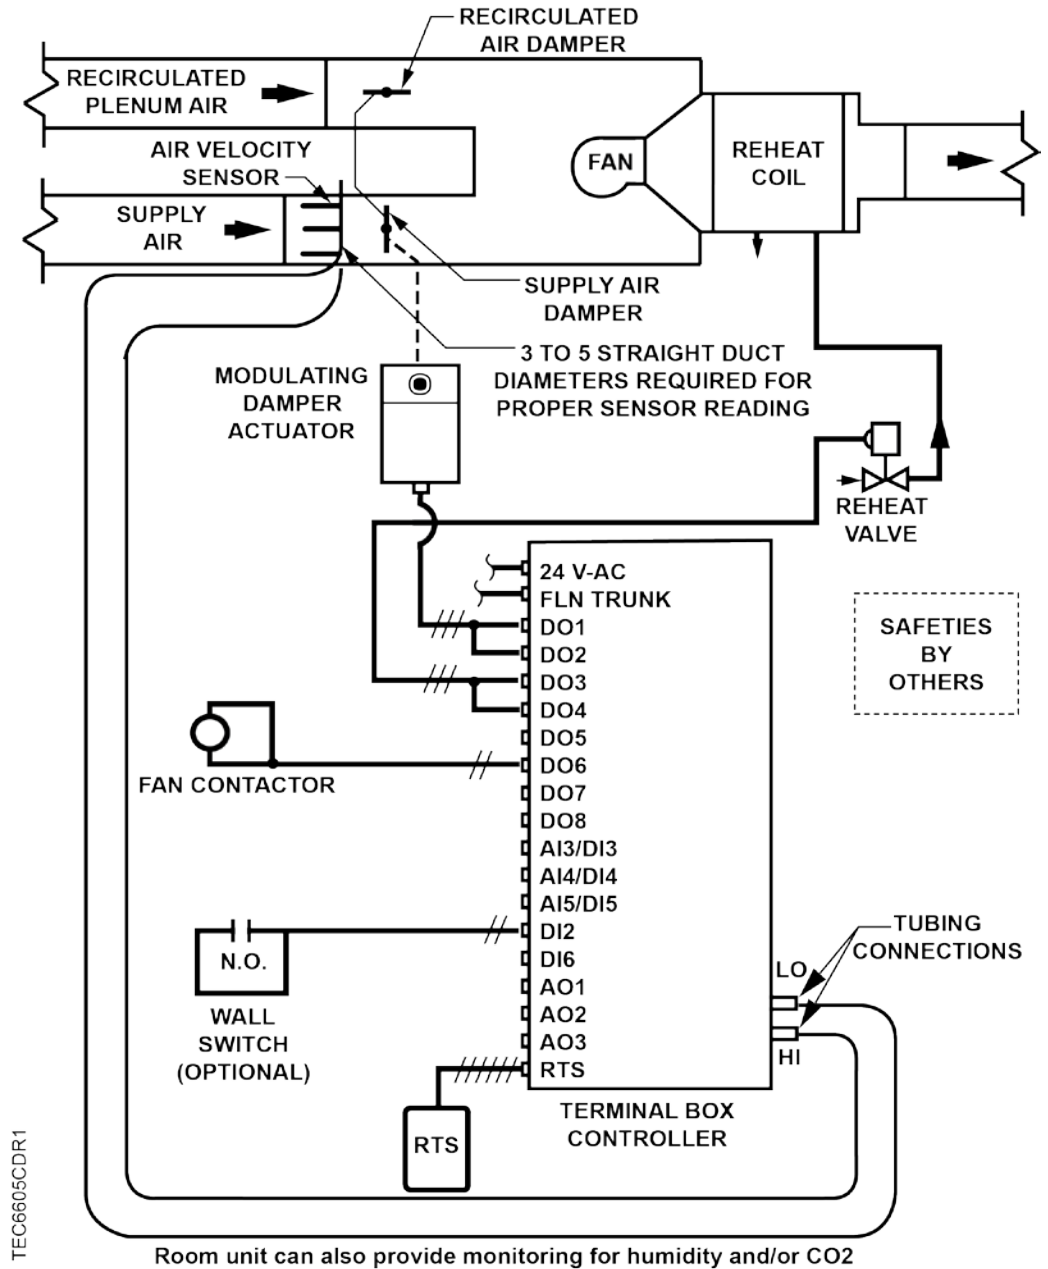 RECIRCULATED
AIR DAMPER
RECIRCULATED
PLENUM AIR
AIR VELOCITY
SENSOR
FAN
REHEAT
COIL
SUPPLY
AIR
SUPPLY AIR
DAMPER
3 TO 5 STRAIGHT DUCT
DIAMETERS REQUIRED FOR
PROPER SENSOR READING
MODULATING
DAMPER
ACTUATOR
REHEAT
VALVE
24 V-AC
FLN TRUNK
DO1
DO2
DO3
DO4
DO5
DO6
DO7
DO8
AI3/DI3
AI4/DI4
AI5/DI5
DI2
DI6
AO1
AO2
AO3
RTS
SAFETIES
BY
OTHERS
FAN CONTACTOR
N.O.
WALL
SWITCH
(OPTIONAL)
TUBING
CONNECTIONS
LO
HI
TERMINAL BOX
CONTROLLER
RTS
TEC6605CDR1
Room unit can also provide monitoring for humidity and/or CO2